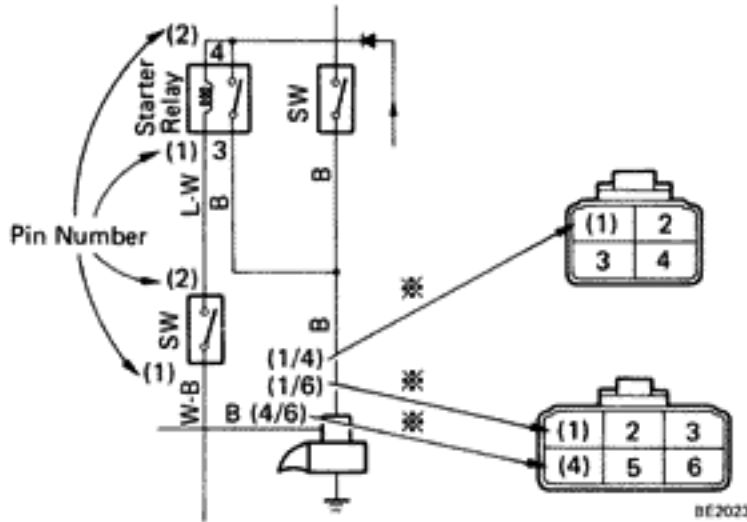 (2)
4
Starter
Relay
SW
(1) 3
L-W
B
B
Pin Number
(2)
SW
(1)
W-B
B
※
(1/4)
(1/6)
※
B (4/6)
※
(1) 2
3 4
(1) 2 3
(4) 5 6